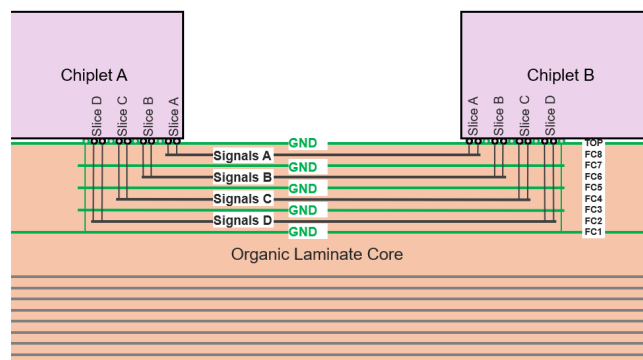 Chiplet A
Chiplet B
Slice D
Slice C
Slice B
Slice A
Slice A
Slice B
Slice C
Slice D
GND
TOP
Signals A
FC8
GND
FC7
Signals B
FC6
GND
FC5
Signals C
FC4
GND
FC3
Signals D
FC2
GND
FC1
Organic Laminate Core